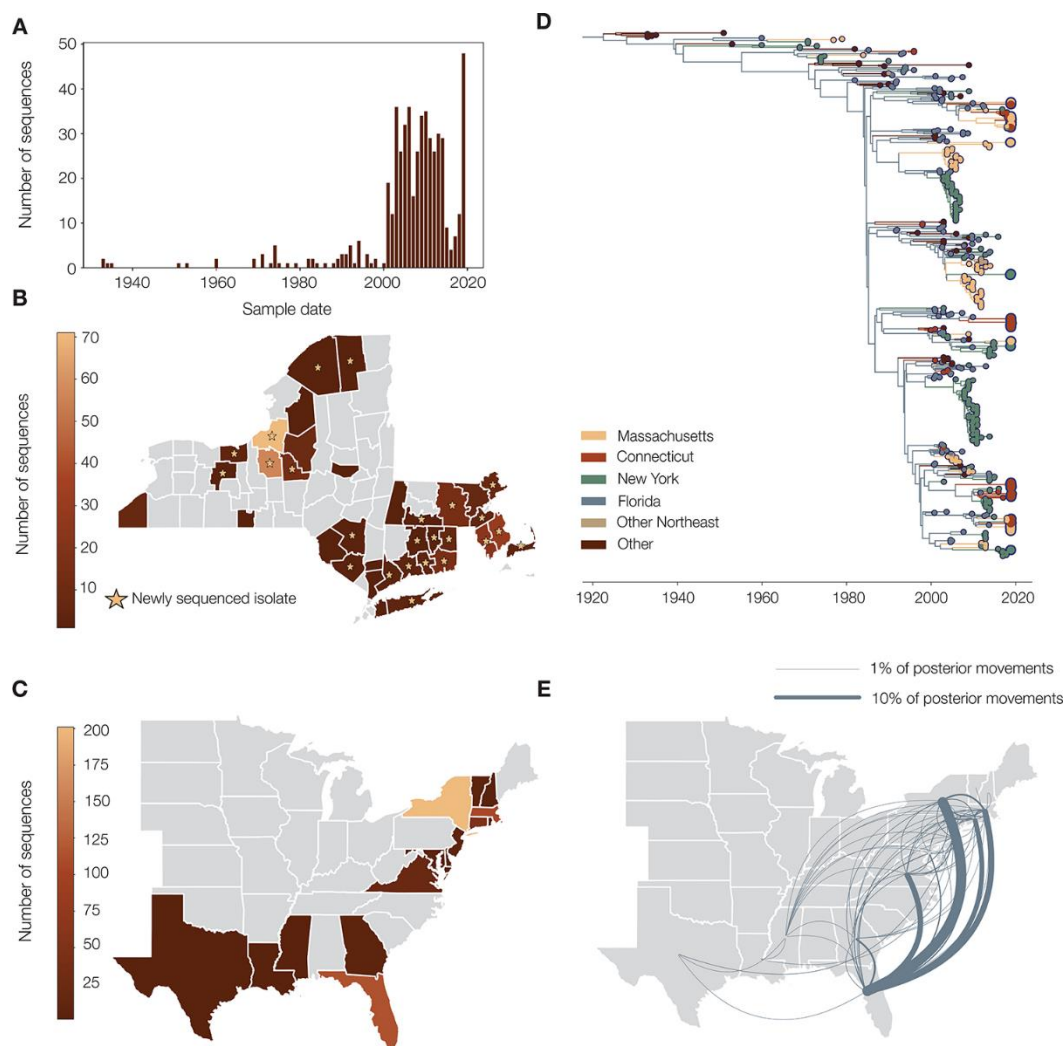 A
Number of sequences
50
40
30
20
10
0
1940 1960 1980 2000 2020
Sample date
B
Number of sequences
70
60
50
40
30
20
10
Newly sequenced isolate
C
Number of sequences
200
175
150
125
100
75
50
25
D
Massachusetts
Connecticut
New York
Florida
Other Northeast
Other
1920 1940 1960 1980 2000 2020
E
1% of posterior movements
10% of posterior movements